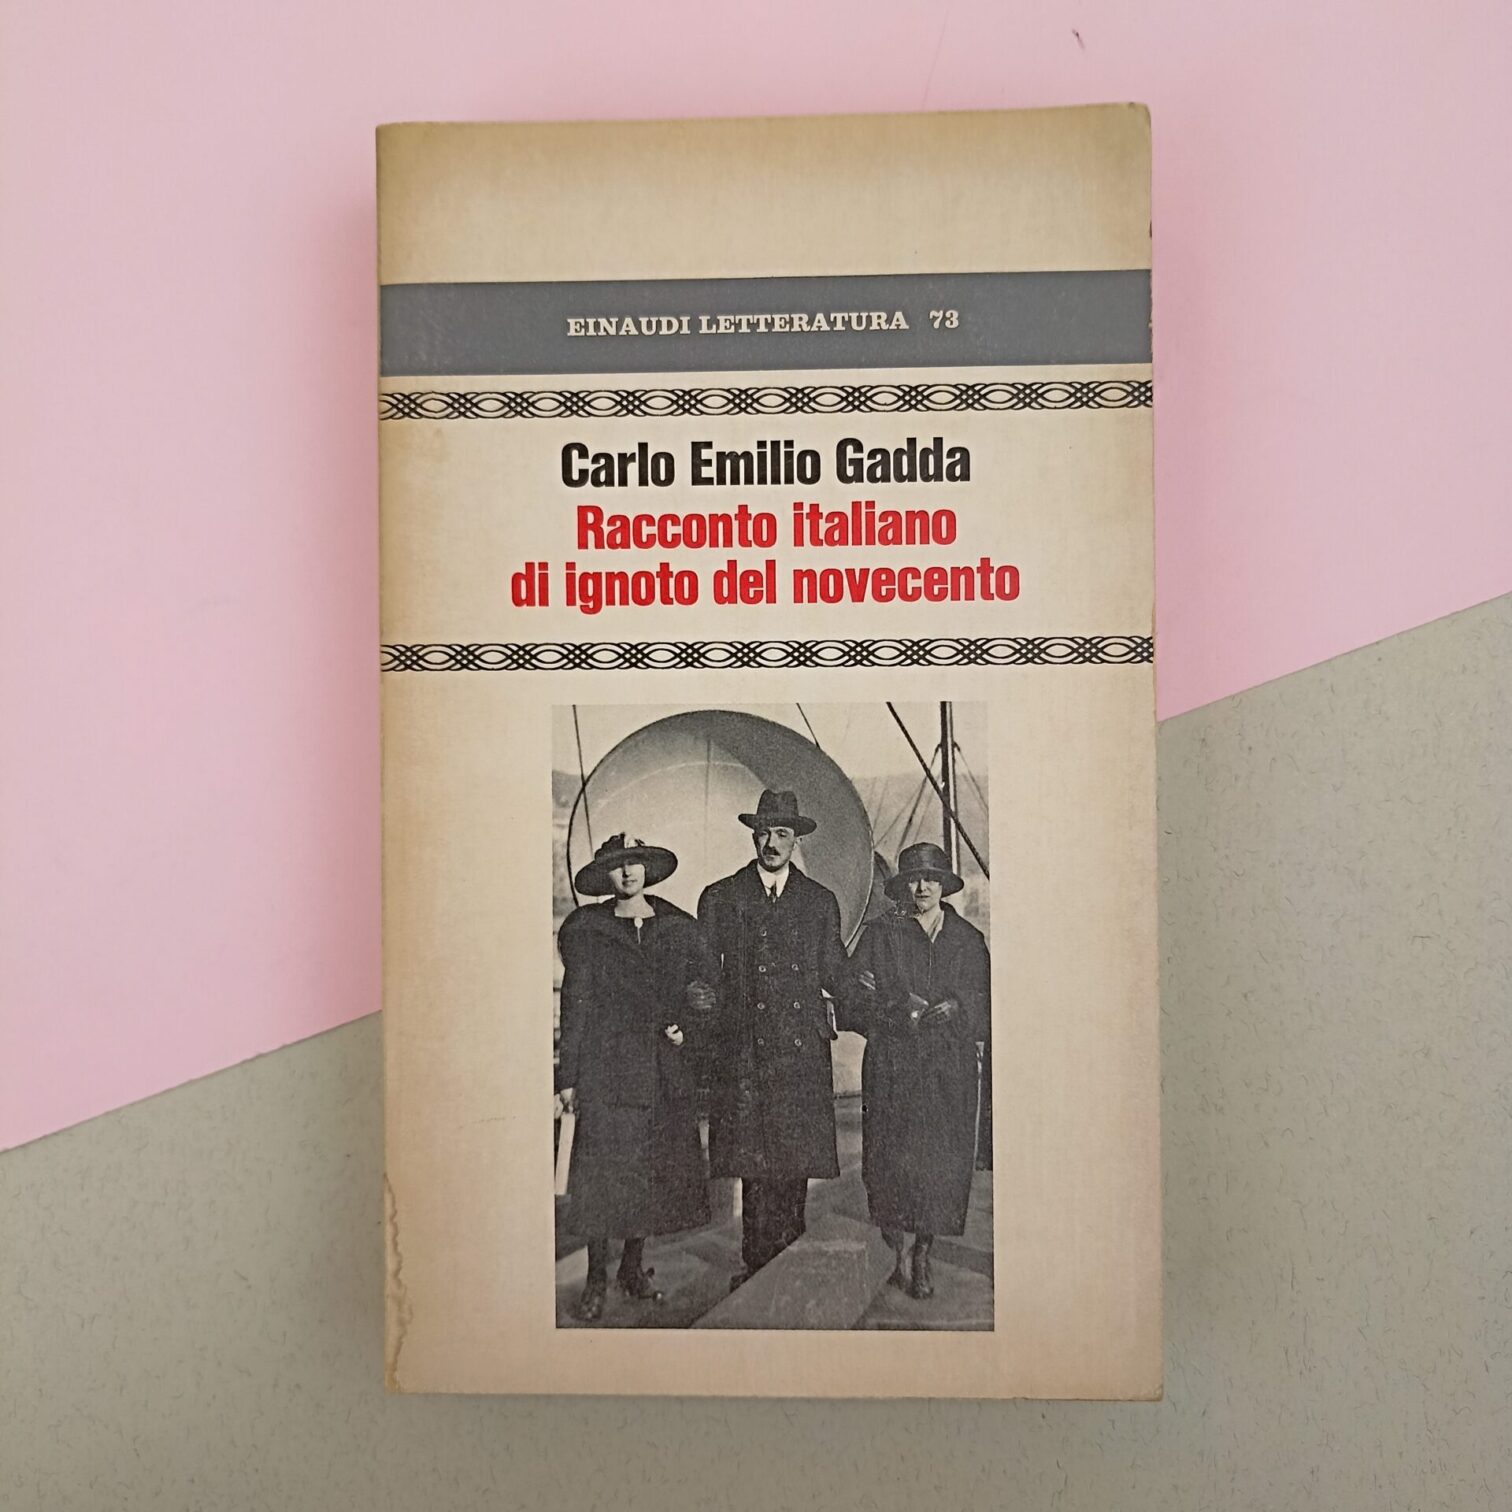 EINAUDI LETTERATURA 73
Carlo Emilio Gadda
Racconto italiano
di ignoto del novecento